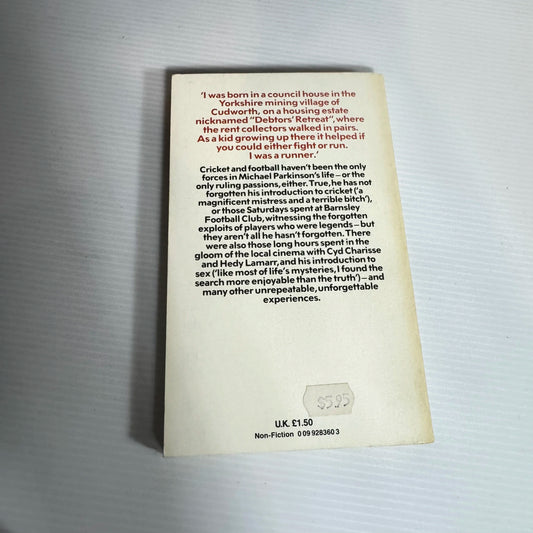 'I was born in a council house in the
Yorkshire mining village of
Cudworth, on a housing estate
nicknamed "Debtors' Retreat", where
the rent collectors walked in pairs.
As a kid growing up there it helped if
you could either fight or run.
I was a runner.'
Cricket and football haven't been the only
forces in Michael Parkinson's life – or the
only ruling passions, either. True, he has not
forgotten his introduction to cricket ('a
magnificent mistress and a terrible bitch'),
or those Saturdays spent at Barnsley
Football Club, witnessing the forgotten
exploits of players who were legends – but
they aren't all he hasn't forgotten. There
were also those long hours spent in the
gloom of the local cinema with Cyd Charisse
and Hedy Lamarr, and his introduction to
sex ('like most of life's mysteries, I found the
search more enjoyable than the truth') – and
many other unrepeatable, unforgettable
experiences.
$5.95
U.K. £1.50
Non-Fiction 0 09 928360 3